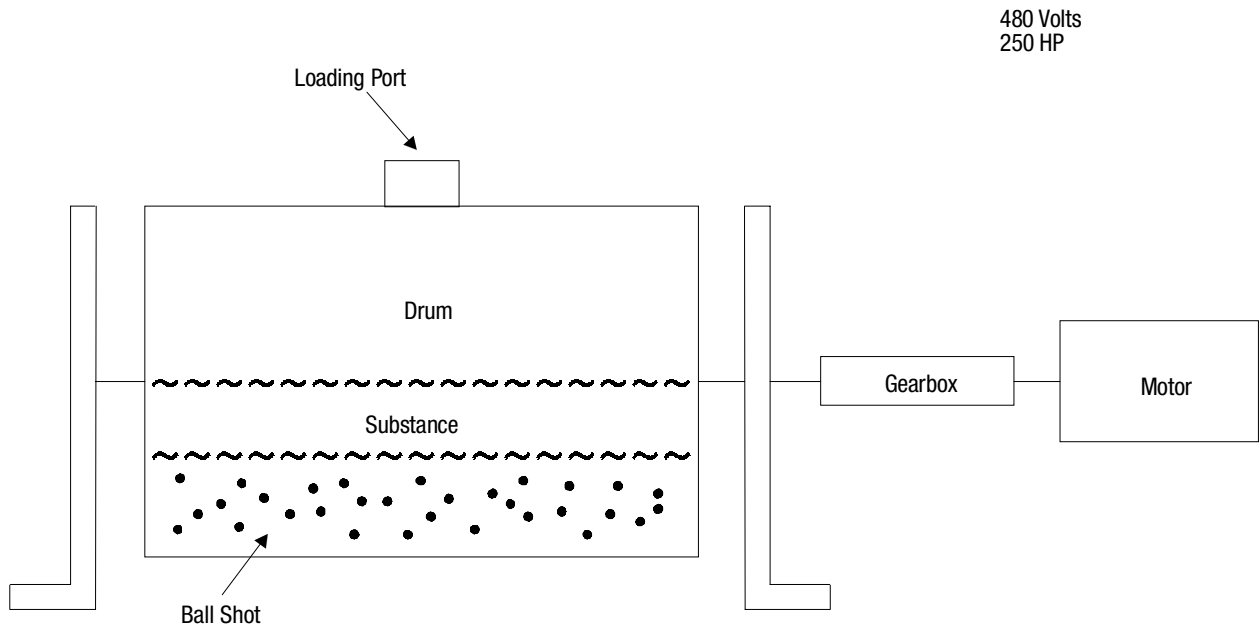 480 Volts
250 HP
Loading Port
Drum
Gearbox
Motor
Substance
Ball Shot